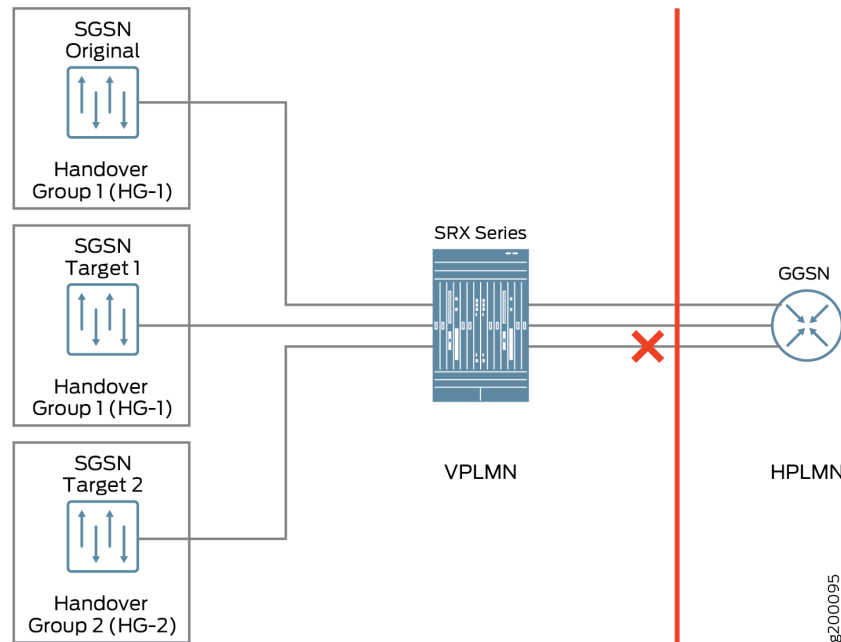 SGSN
Original
Handover
Group 1 (HG-1)
SGSN
Target 1
Handover
Group 1 (HG-1)
SGSN
Target 2
Handover
Group 2 (HG-2)
SRX Series
VPLMN
GGSN
HPLMN
g200095